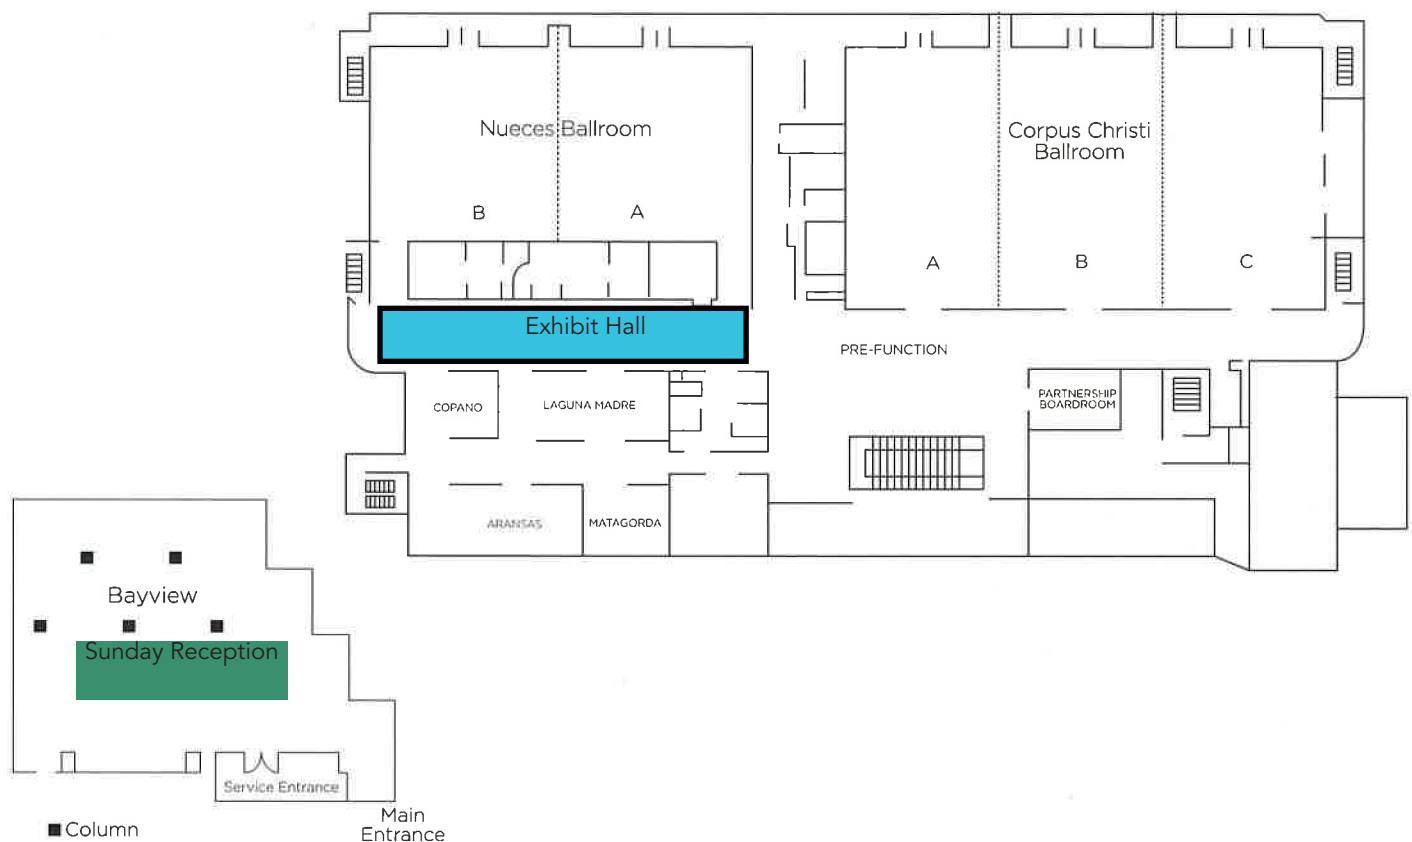 Nueces Ballroom
B
A
Corpus Christi
Ballroom
A
B
C
Exhibit Hall
PRE-FUNCTION
COPANO
LAGUNA MADRE
PARTNERSHIP
BOARDROOM
ARANSAS
MATAGORDA
Bayview
Sunday Reception
Service Entrance
Main
Entrance
Column